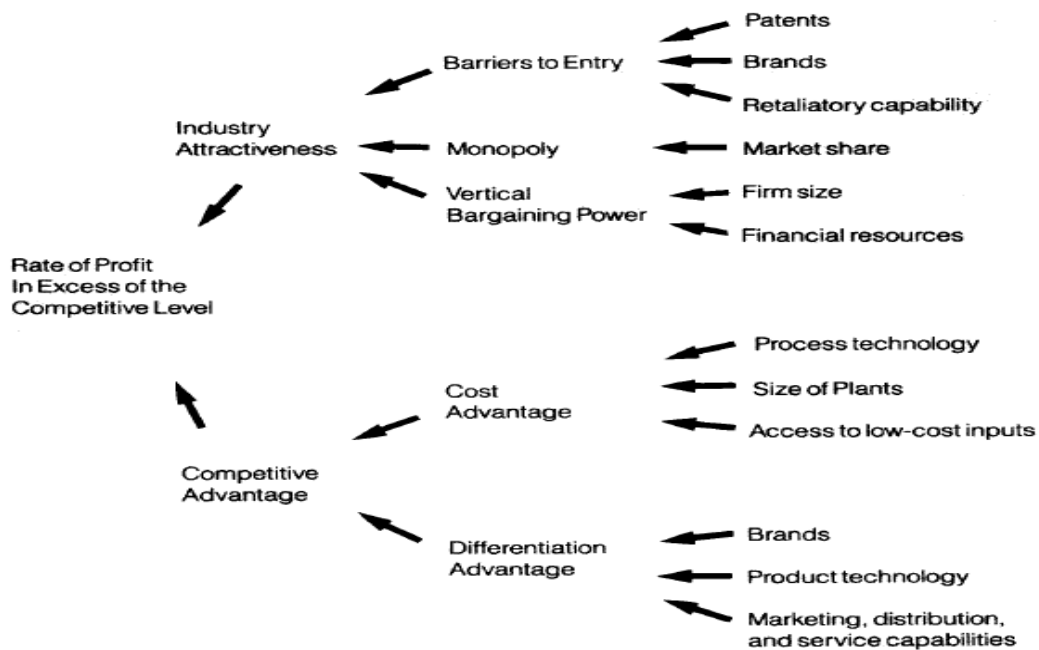 Patents
Barriers to Entry
Brands
Retaliatory capability
Industry
Attractiveness
Monopoly
Market share
Vertical
Bargaining Power
Firm size
Financial resources
Rate of Profit
In Excess of the
Competitive Level
Process technology
Cost
Advantage
Size of Plants
Access to low-cost inputs
Competitive
Advantage
Differentiation
Advantage
Brands
Product technology
Marketing, distribution,
and service capabilities